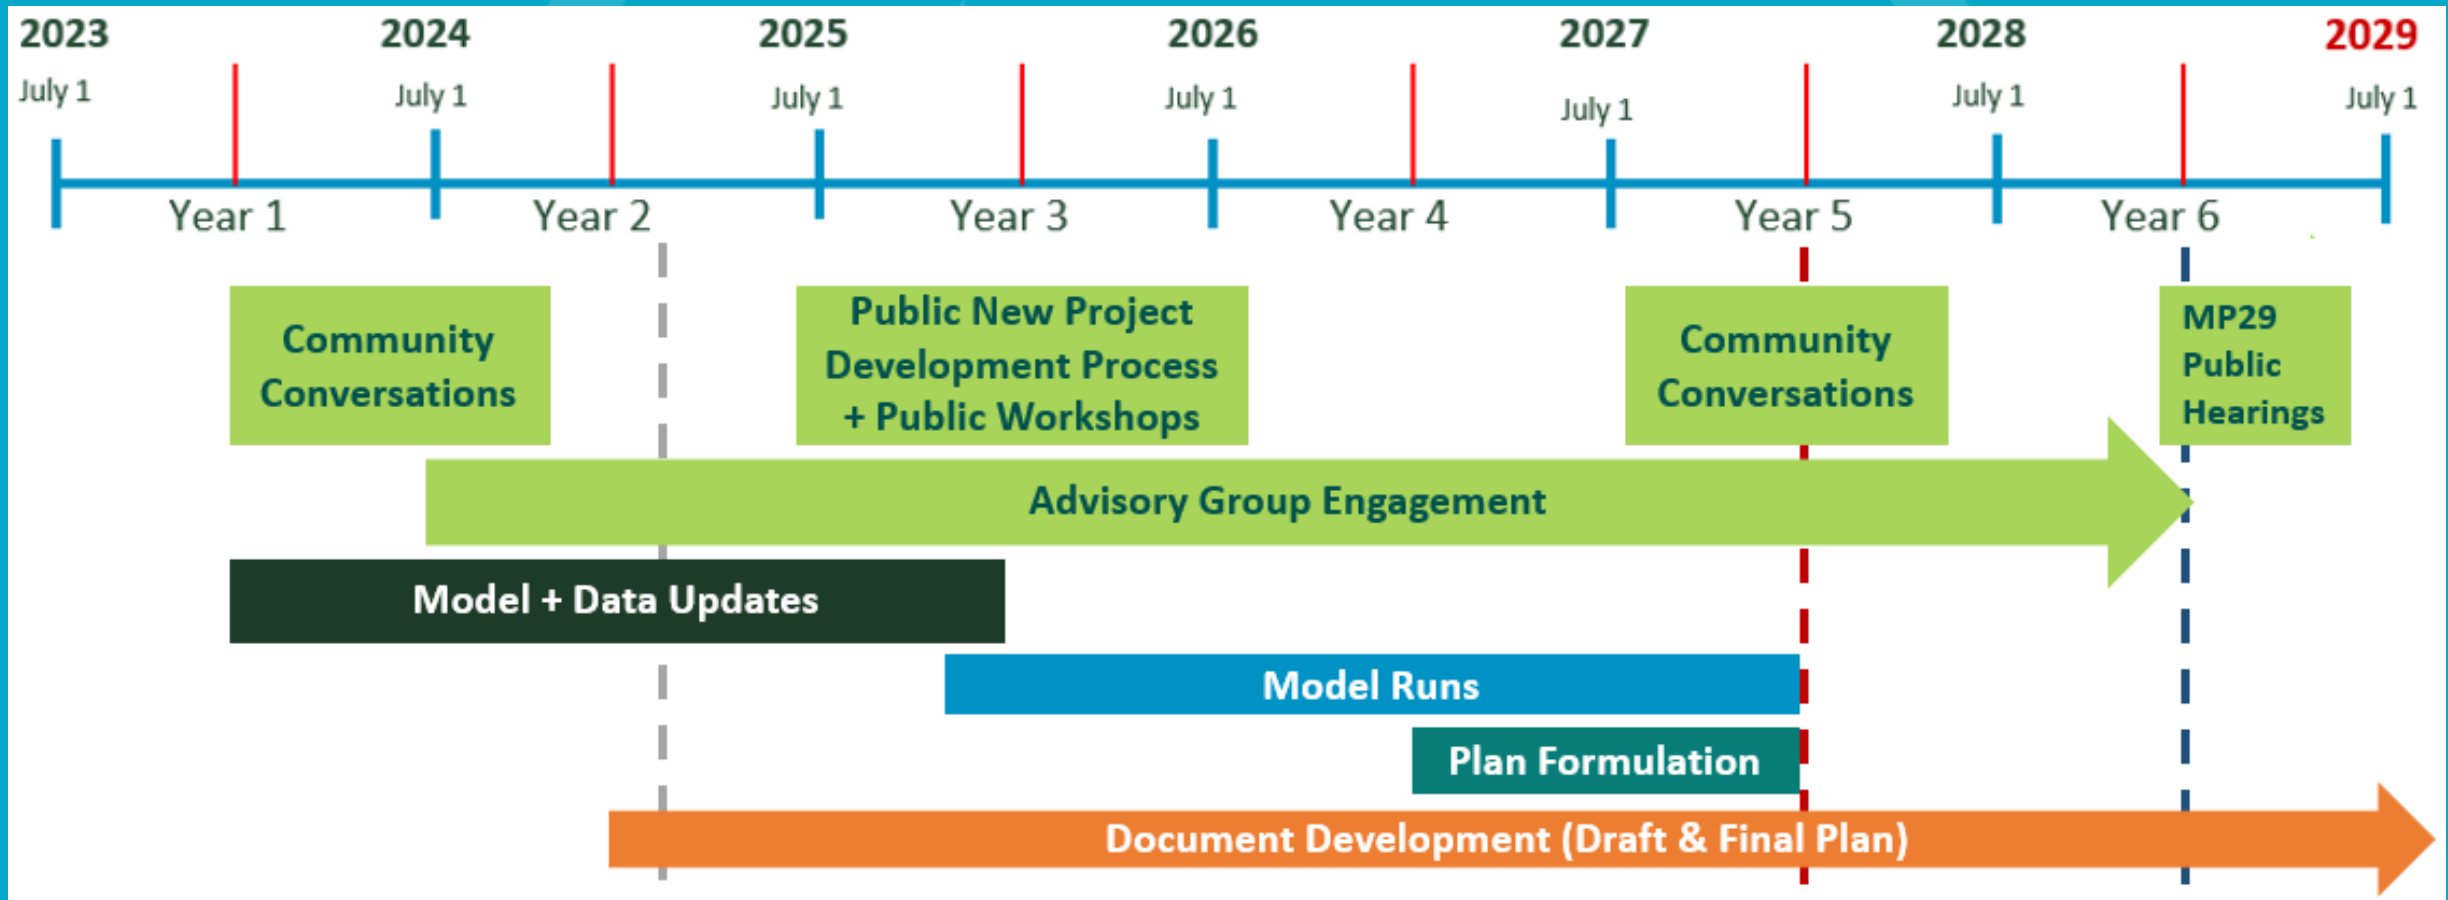 2023 2024 2025 2026 2027 2028 2029
July 1 July 1 July 1 July 1 July 1 July 1 July 1
Year 1 Year 2 Year 3 Year 4 Year 5 Year 6
Community
Conversations
Public New Project
Development Process
+ Public Workshops
Community
Conversations
MP29
Public
Hearings
Advisory Group Engagement
Model + Data Updates
Model Runs
Plan Formulation
Document Development (Draft & Final Plan)